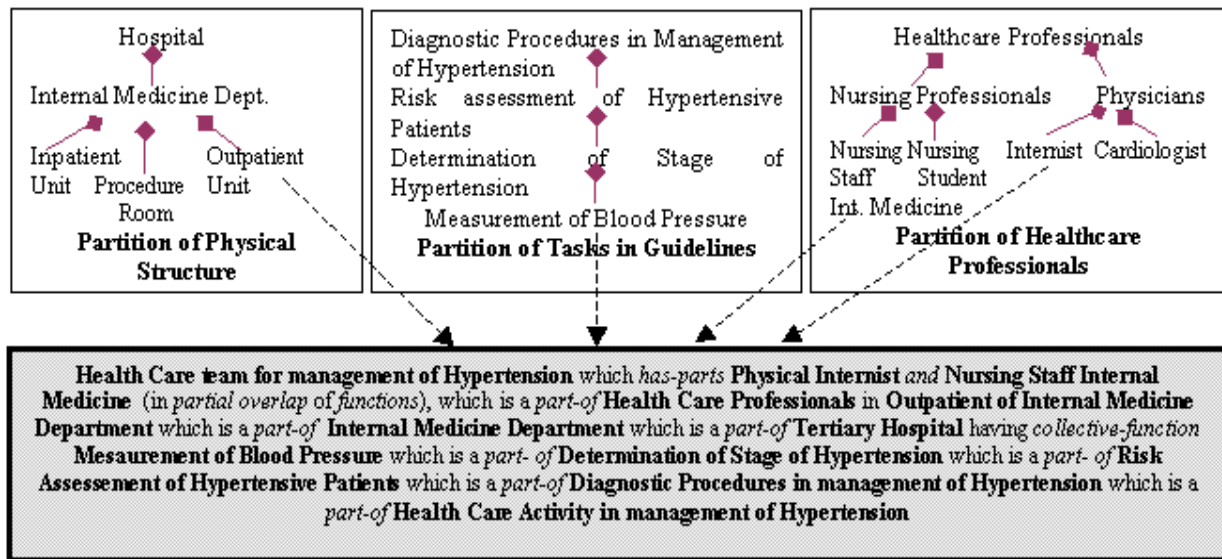 Hospital
Internal Medicine Dept.
Inpatient Unit
Procedure Room
Outpatient Unit
Partition of Physical
Structure
Diagnostic Procedures in Management
of Hypertension
Risk assessment of Hypertensive
Patients
Determination of Stage of
Hypertension
Measurement of Blood Pressure
Partition of Tasks in Guidelines
Healthcare Professionals
Nursing Professionals
Physicians
Nursing Staff
Int. Medicine
Nursing Student
Internist
Cardiologist
Partition of Healthcare
Professionals
Health Care team for management of Hypertension which has-parts Physical Internist and Nursing Staff Internal
Medicine (in partial overlap of functions), which is a part-of Health Care Professionals in Outpatient of Internal Medicine
Department which is a part-of Internal Medicine Department which is a part-of Tertiary Hospital having collective-function
Mesaurement of Blood Pressure which is a part- of Determination of Stage of Hypertension which is a part- of Risk
Assessement of Hypertensive Patients which is a part-of Diagnostic Procedures in management of Hypertension which is a
part-of Health Care Activity in management of Hypertension